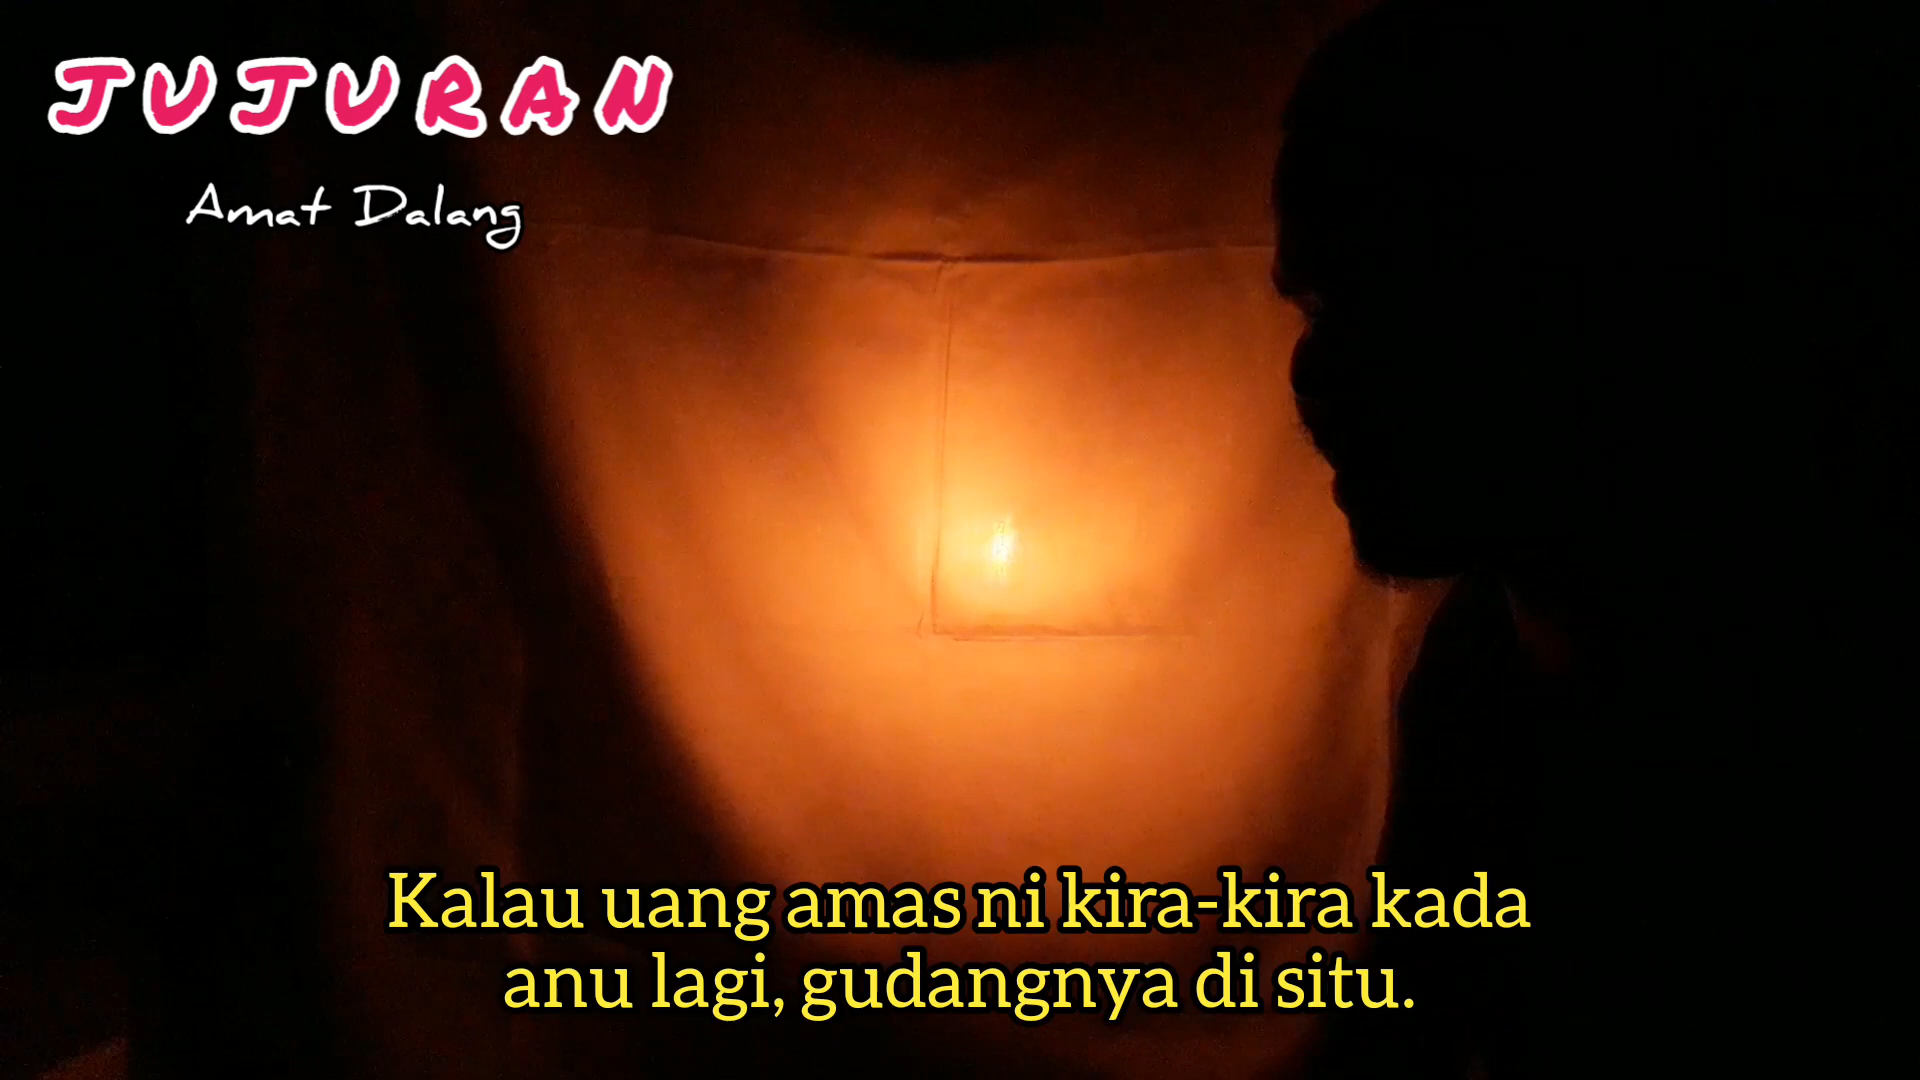 JUJURAN
Amat Dalang
Kalau uang amas ni kira-kira kada
anu lagi, gudangnya di situ.